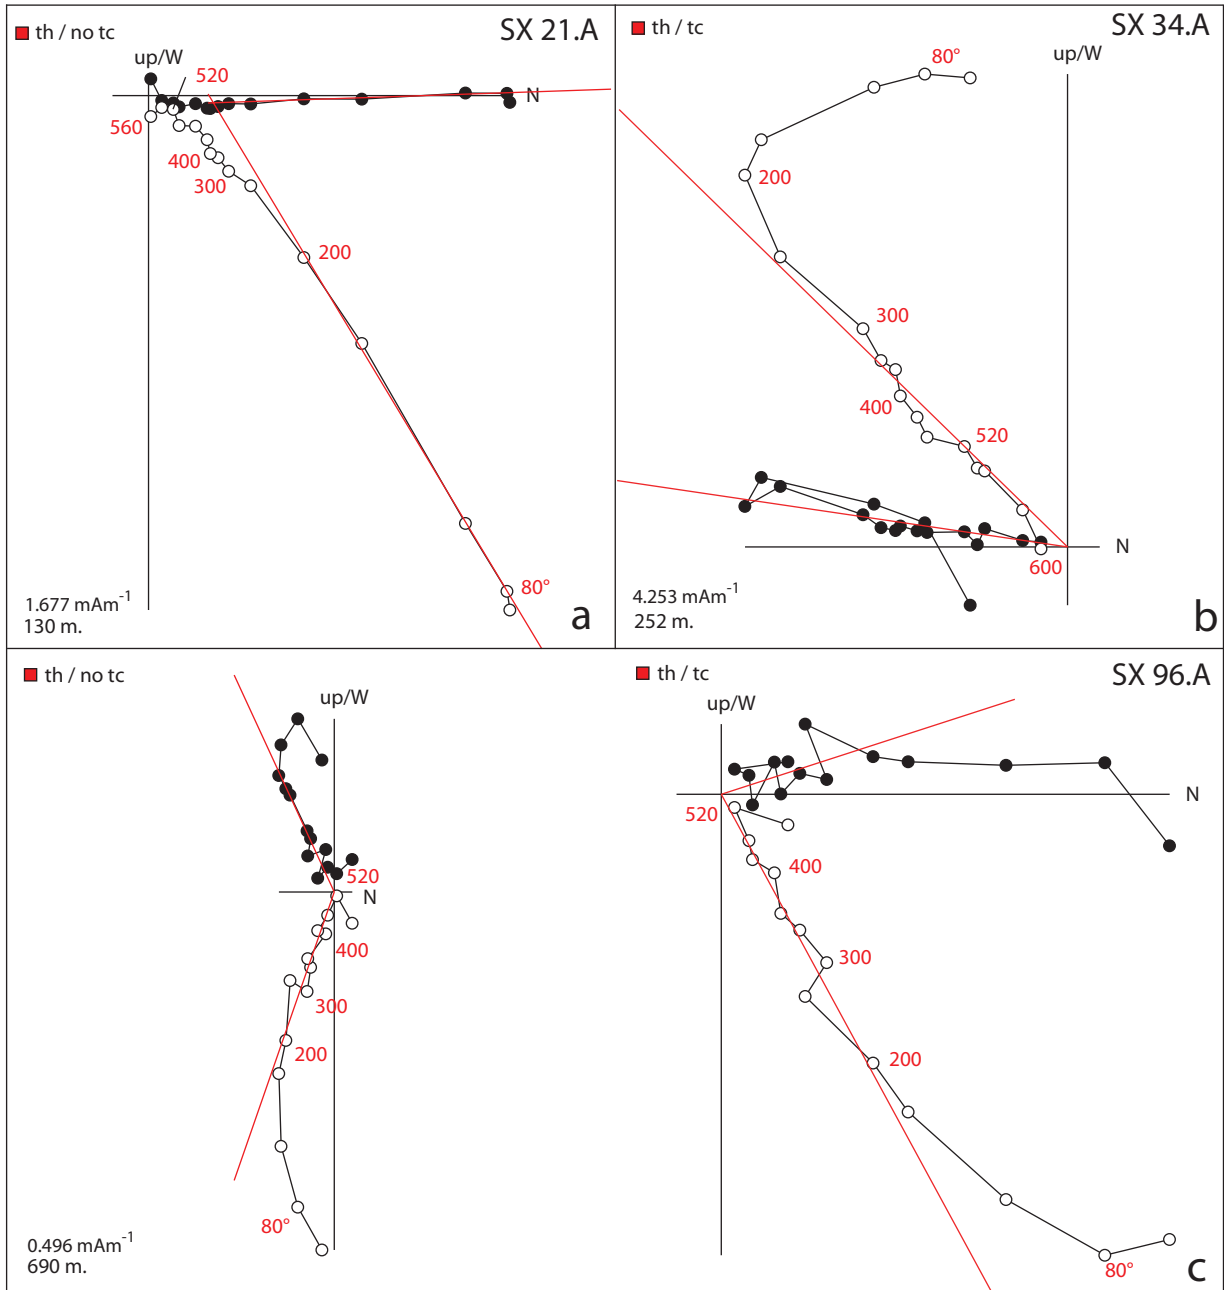 th / no tc
SX 21.A
up/W
N
520
560
400
300
200
80°
1.677 mAm⁻¹
130 m.
a
th / tc
SX 34.A
up/W
80°
200
300
400
520
N
600
4.253 mAm⁻¹
252 m.
b
th / no tc
up/W
520
N
400
300
200
80°
0.496 mAm⁻¹
690 m.
th / tc
SX 96.A
up/W
N
520
400
300
200
80°
c